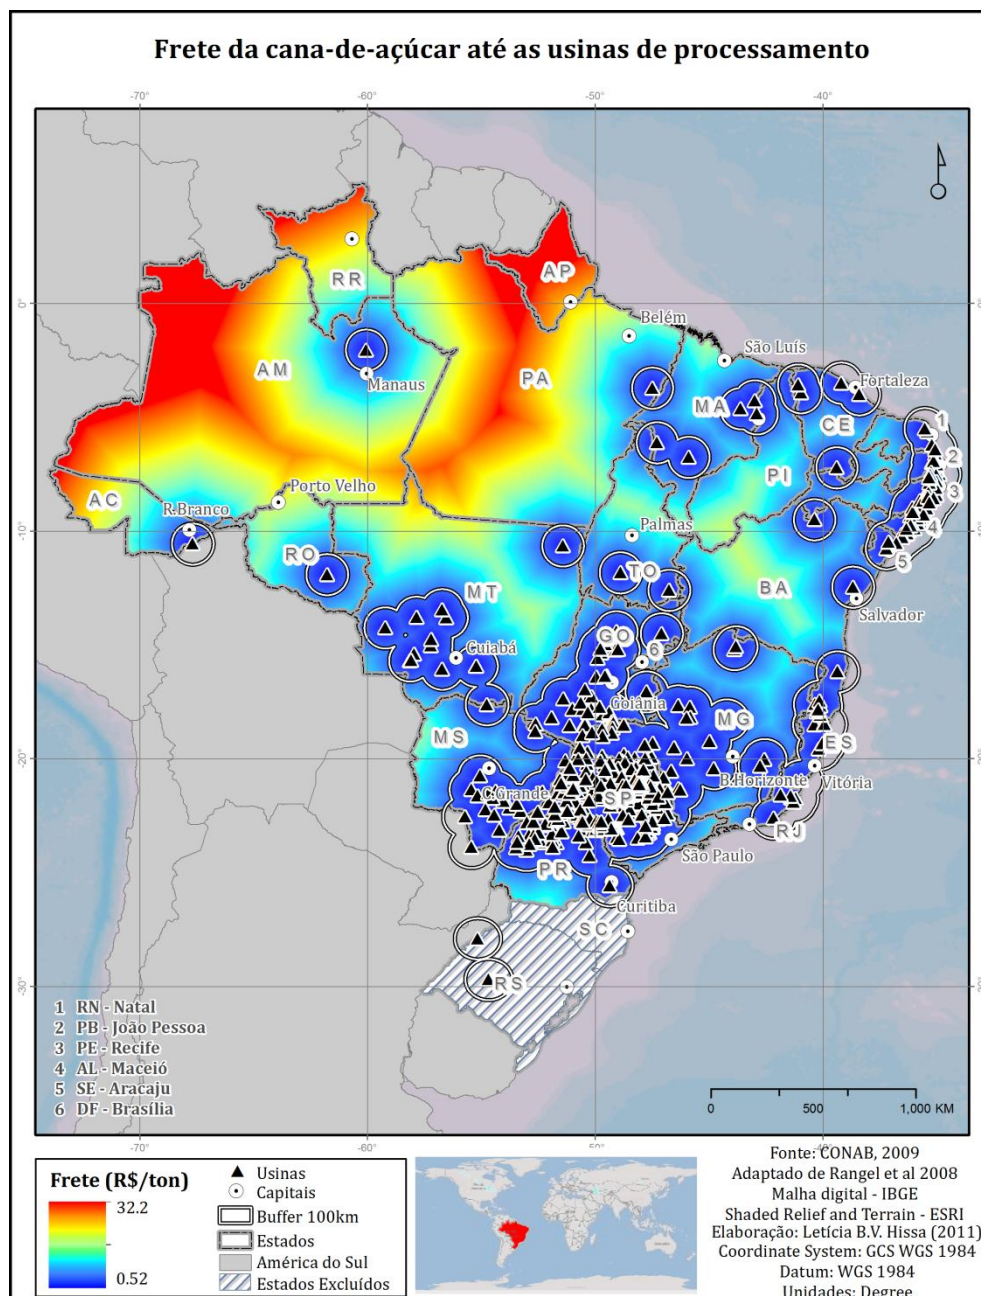 Frete da cana-de-açúcar até as usinas de processamento
-70°
-60°
-50°
-40°
RR
AP
0°
Belém
São Luís
AM
Manaus
PA
MA
Fortaleza
CE
1
2
PI
3
AC
Porto Velho
R.Branco
-10°
Palmas
4
RO
TO
5
MT
BA
Salvador
GO
6
Cuiabá
Goiânia
MG
MS
ES
-20°
C.Grande
B.Horizonte
Vitória
SP
RJ
São Paulo
PR
Curitiba
SC
RS
-30°
1 RN - Natal
2 PB - João Pessoa
3 PE - Recife
4 AL - Maceió
5 SE - Aracaju
6 DF - Brasília
0 500 1,000 KM
-70°
-60°
-50°
-40°
Frete (R$/ton)
32.2
0.52
Usinas
Capitais
Buffer 100km
Estados
América do Sul
Estados Excluídos
Fonte: CONAB, 2009
Adaptado de Rangel et al 2008
Malha digital - IBGE
Shaded Relief and Terrain - ESRI
Elaboração: Letícia B.V. Hissa (2011)
Coordinate System: GCS WGS 1984
Datum: WGS 1984
Unidades: Degree